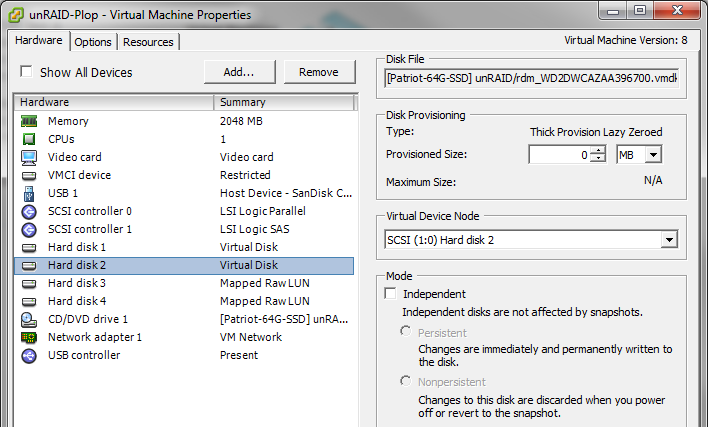 unRAID-Plop - Virtual Machine Properties
Hardware Options Resources
Virtual Machine Version: 8
Show All Devices
Add...
Remove
Hardware Summary
Memory 2048 MB
CPUs 1
Video card Video card
VMCI device Restricted
USB 1 Host Device - SanDisk C...
SCSI controller 0 LSI Logic Parallel
SCSI controller 1 LSI Logic SAS
Hard disk 1 Virtual Disk
Hard disk 2 Virtual Disk
Hard disk 3 Mapped Raw LUN
Hard disk 4 Mapped Raw LUN
CD/DVD drive 1 [Patriot-64G-SSD] unRA...
Network adapter 1 VM Network
USB controller Present
Disk File
[Patriot-64G-SSD] unRAID/rdm_WD2DWCAZAA396700.vmdk
Disk Provisioning
Type: Thick Provision Lazy Zeroed
Provisioned Size: 0 MB
Maximum Size: N/A
Virtual Device Node
SCSI (1:0) Hard disk 2
Mode
Independent
Independent disks are not affected by snapshots.
Persistent
Changes are immediately and permanently written to
the disk.
Nonpersistent
Changes to this disk are discarded when you power
off or revert to the snapshot.